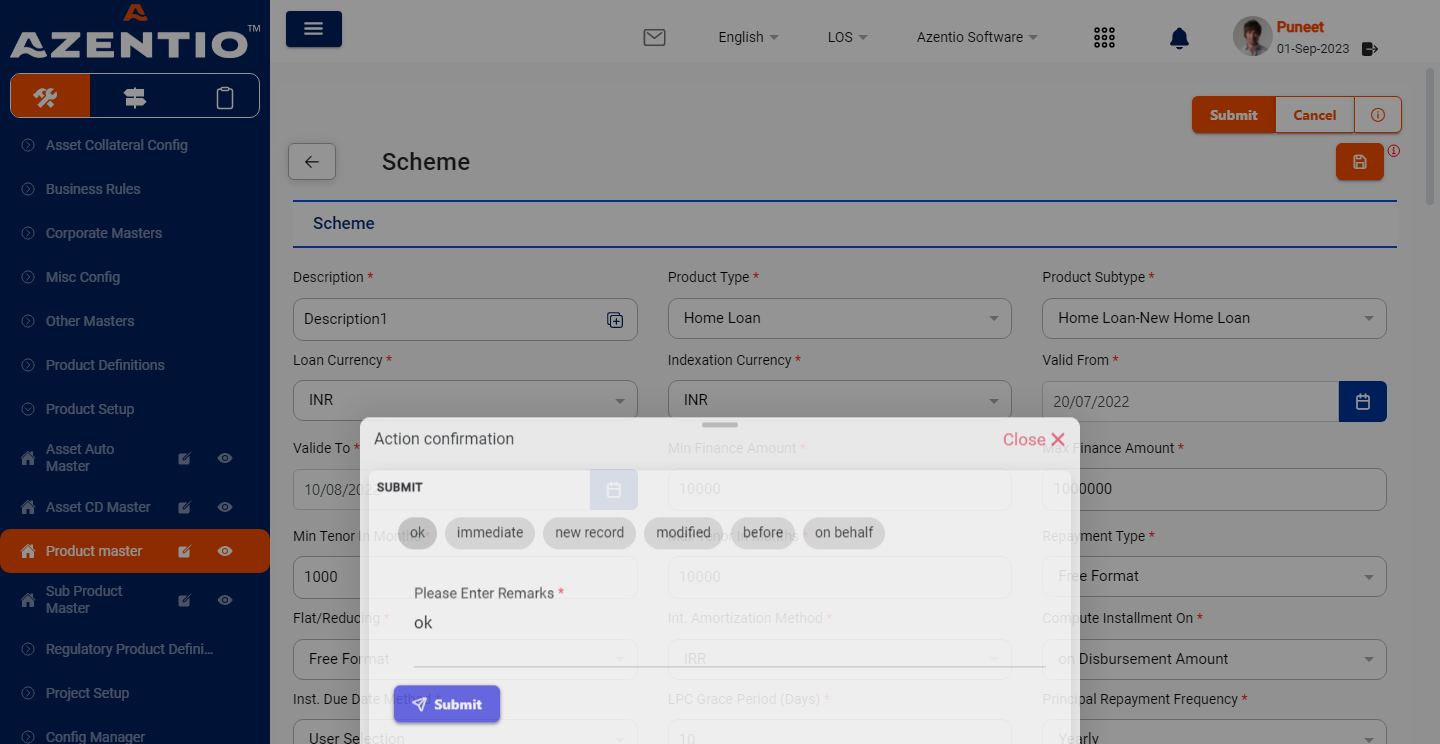 AZENTIO™
English
LOS
Azentio Software
Puneet
01-Sep-2023
Asset Collateral Config
Business Rules
Corporate Masters
Misc Config
Other Masters
Product Definitions
Product Setup
Asset Auto
Master
Asset CD Master
Product master
Sub Product
Master
Regulatory Product Defini...
Project Setup
Config Manager
Submit
Cancel
Scheme
Scheme
Description *
Product Type *
Product Subtype *
Description1
Home Loan
Home Loan-New Home Loan
Loan Currency *
Indexation Currency *
Valid From *
INR
INR
20/07/2022
Valide To *
Min Finance Amount *
Max Finance Amount *
10/08/202
10000
1000000
Min Tenor In Months *
Max Tenor In Months *
Repayment Type *
1000
10000
Free Format
Flat/Reducing *
Int. Amortization Method *
Compute Installment On *
Free Format
IRR
on Disbursement Amount
Inst. Due Date Method *
LPC Grace Period (Days) *
Principal Repayment Frequency *
User Selection
10
Yearly
Action confirmation
Close
SUBMIT
ok
immediate
new record
modified
before
on behalf
Please Enter Remarks *
ok
Submit